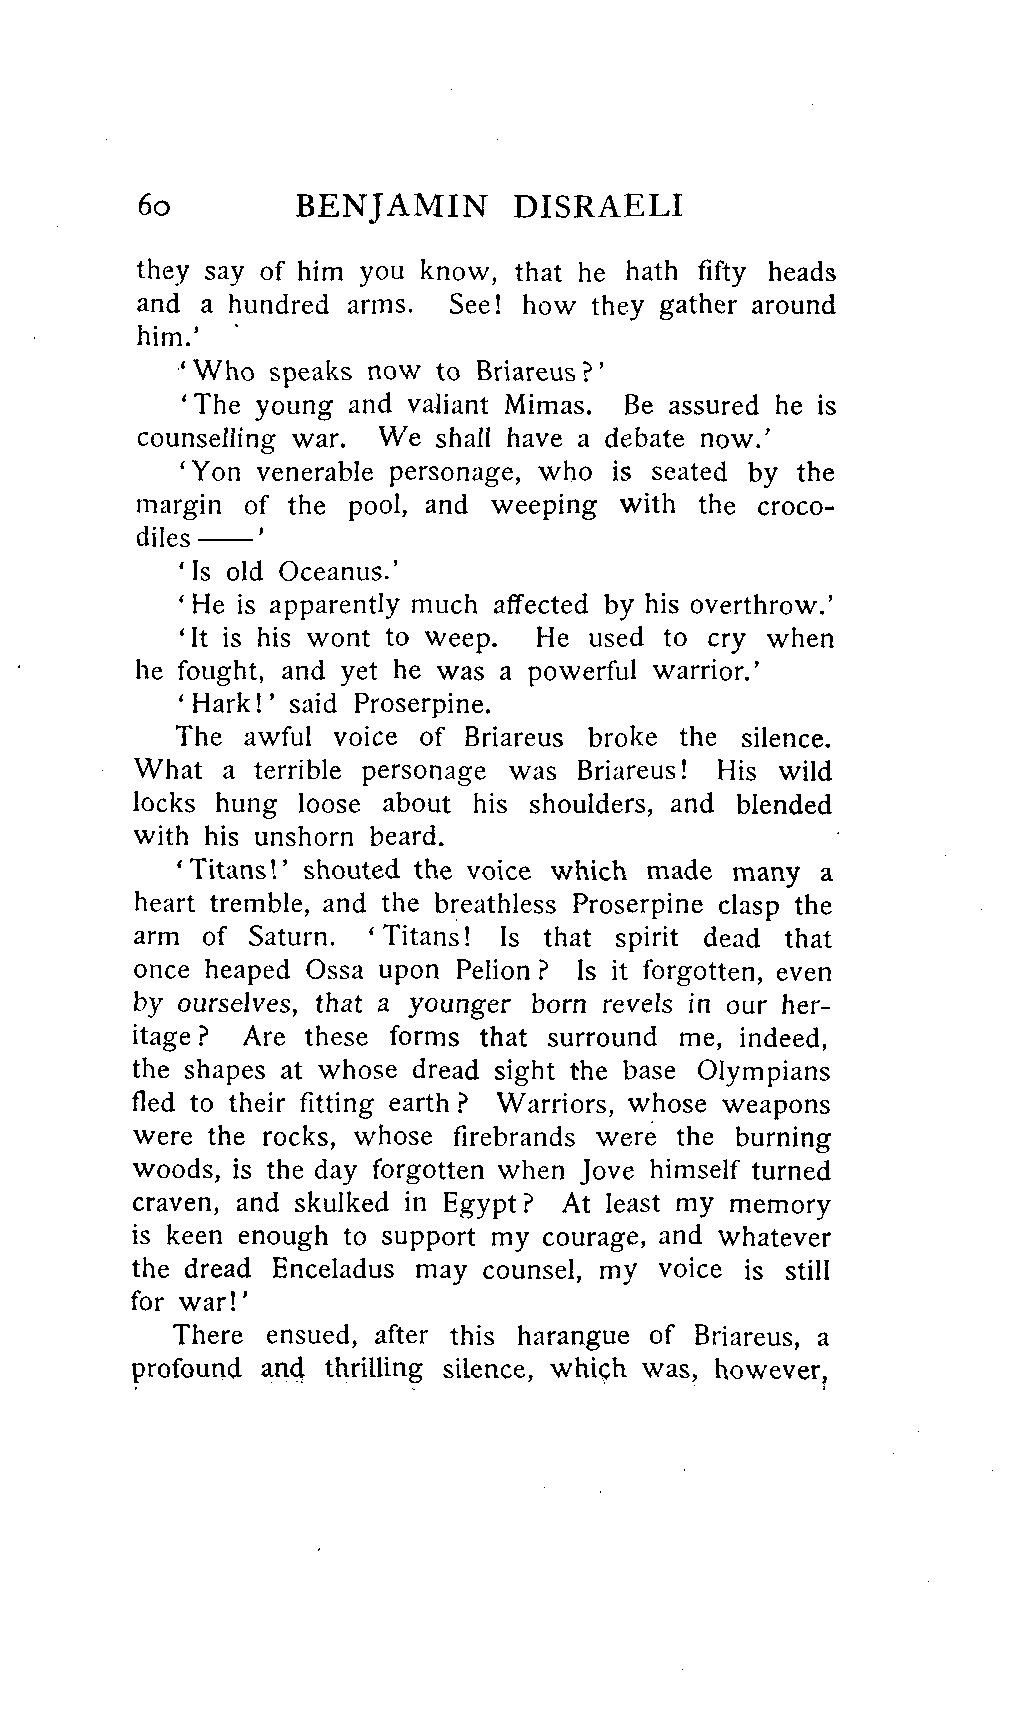 60 BENJAMIN DISRAELI
they say of him you know, that he hath fifty heads
and a hundred arms. See! how they gather around
him.'
'Who speaks now to Briareus?'
'The young and valiant Mimas. Be assured he is
counselling war. We shall have a debate now.'
'Yon venerable personage, who is seated by the
margin of the pool, and weeping with the croco-
diles——'
'Is old Oceanus.'
'He is apparently much affected by his overthrow.'
'It is his wont to weep. He used to cry when
he fought, and yet he was a powerful warrior.'
'Hark!' said Proserpine.
The awful voice of Briareus broke the silence.
What a terrible personage was Briareus! His wild
locks hung loose about his shoulders, and blended
with his unshorn beard.
'Titans!' shouted the voice which made many a
heart tremble, and the breathless Proserpine clasp the
arm of Saturn. 'Titans! Is that spirit dead that
once heaped Ossa upon Pelion? Is it forgotten, even
by ourselves, that a younger born revels in our her-
itage? Are these forms that surround me, indeed,
the shapes at whose dread sight the base Olympians
fled to their fitting earth? Warriors, whose weapons
were the rocks, whose firebrands were the burning
woods, is the day forgotten when Jove himself turned
craven, and skulked in Egypt? At least my memory
is keen enough to support my courage, and whatever
the dread Enceladus may counsel, my voice is still
for war!'
There ensued, after this harangue of Briareus, a
profound and thrilling silence, which was, however,